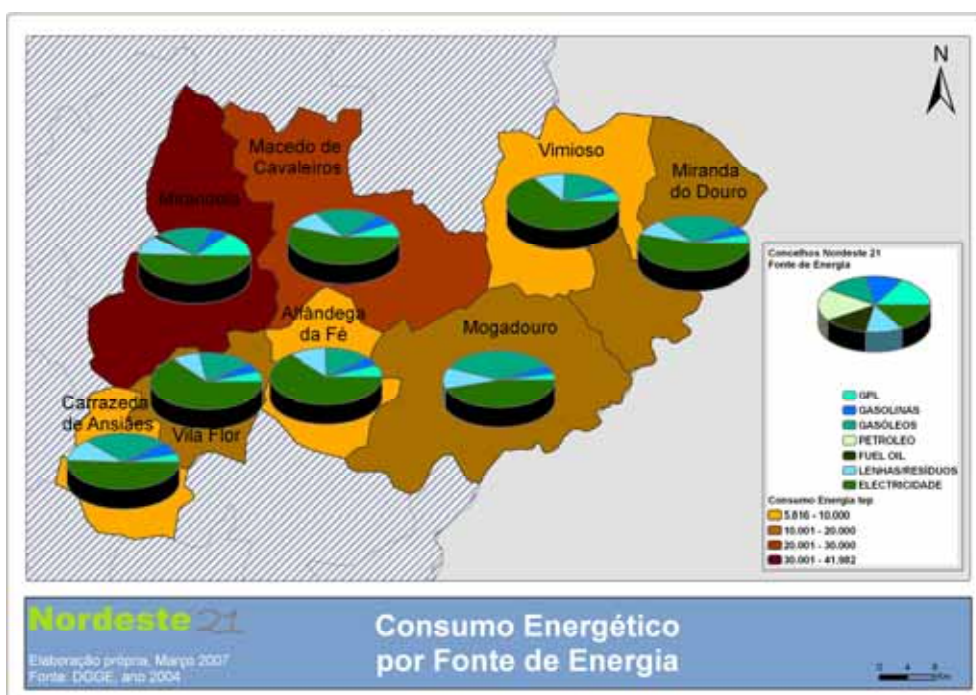 N
Macedo de
Cavaleiros
Vimioso
Miranda
do Douro
Mirandela
Alfândega
da Fé
Mogadouro
Carrazeda
de Ansiães
Vila Flor
Concelhos Nordeste 21
Fonte de Energia
GPL
GASOLINAS
GASÓLEOS
PETROLEO
FUEL OIL
LENHAS/RESÍDUOS
ELECTRICIDADE
Consumo Energia tep
5.816 - 10.000
10.001 - 20.000
20.001 - 30.000
30.001 - 41.982
Nordeste 21
Consumo Energético
por Fonte de Energia
Elaboração própria, Março 2007
Fonte: DGGE, ano 2004
0 4 8